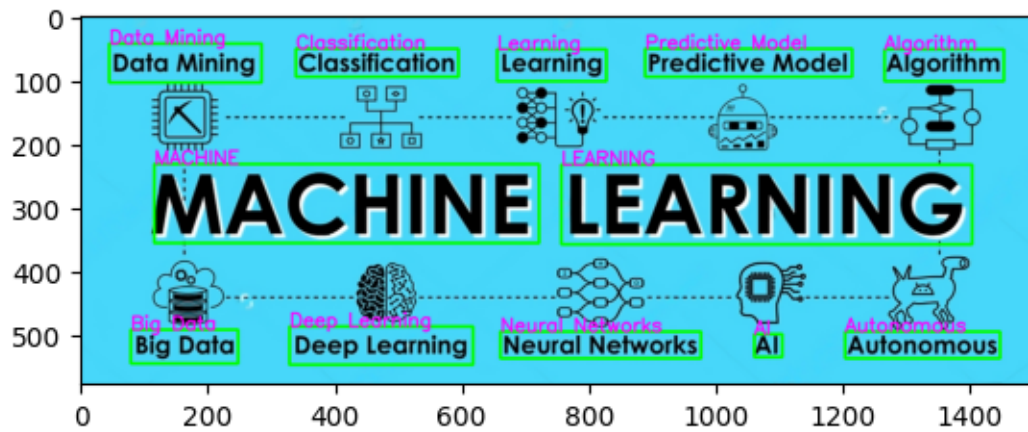 0
Data Mining Classification Learning Predictive Model Algorithm
Data Mining Classification Learning Predictive Model Algorithm
100
200
MACHINE LEARNING
MACHINE LEARNING
300
400
Big Data Deep Learning Neural Networks AI Autonomous
Big Data Deep Learning Neural Networks AI Autonomous
500
0 200 400 600 800 1000 1200 1400